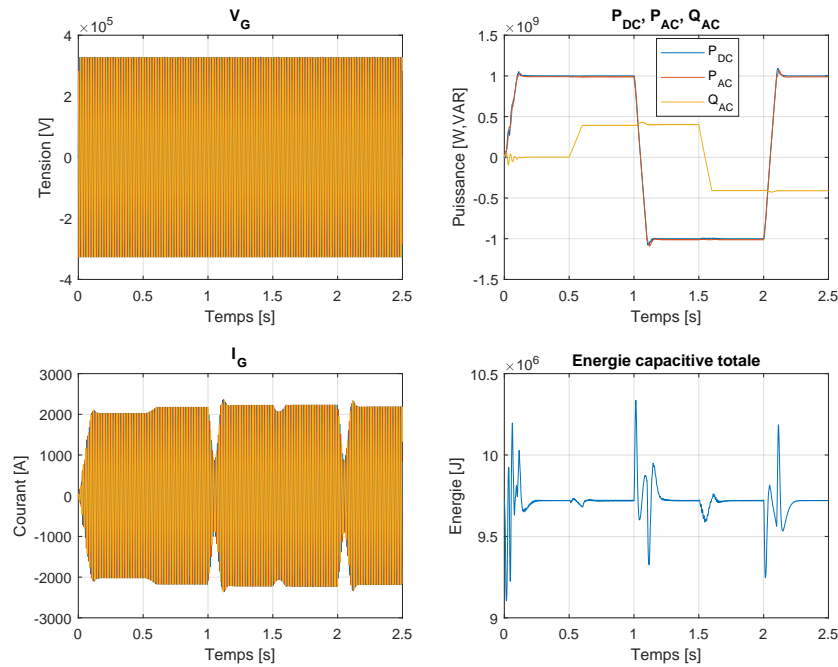 V_G
×10^5
4
2
0
-2
-4
Tension [V]
0 0.5 1 1.5 2 2.5
Temps [s]
P_DC, P_AC, Q_AC
×10^9
1.5
1
0.5
0
-0.5
-1
-1.5
Puissance [W,VAR]
P_DC
P_AC
Q_AC
0 0.5 1 1.5 2 2.5
Temps [s]
I_G
3000
2000
1000
0
-1000
-2000
-3000
Courant [A]
0 0.5 1 1.5 2 2.5
Temps [s]
Energie capacitive totale
×10^6
10.5
10
9.5
9
Energie [J]
0 0.5 1 1.5 2 2.5
Temps [s]